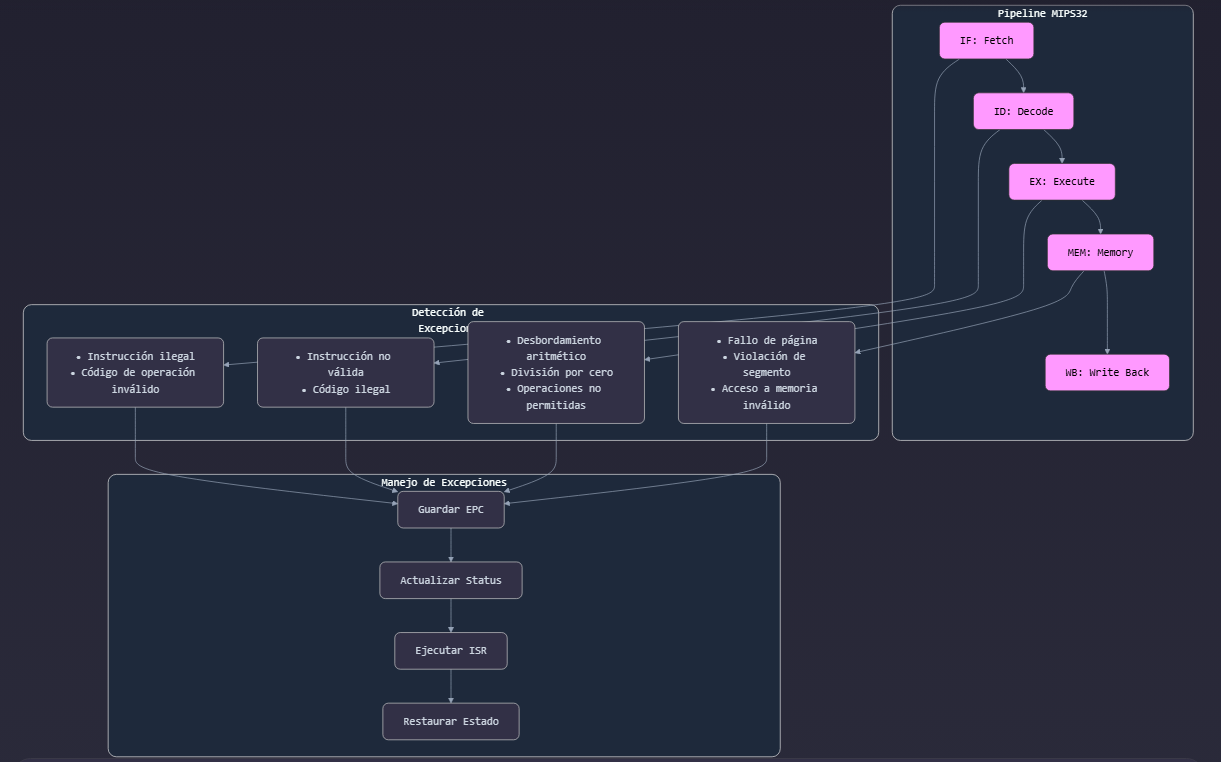 Pipeline MIPS32
IF: Fetch
ID: Decode
EX: Execute
MEM: Memory
WB: Write Back
Detección de
• Instrucción ilegal
• Código de operación
inválido
• Instrucción no
válida
• Código ilegal
• Desbordamiento
aritmético
• División por cero
• Operaciones no
permitidas
• Fallo de página
• Violación de
segmento
• Acceso a memoria
inválido
Manejo de Excepciones
Guardar EPC
Actualizar Status
Ejecutar ISR
Restaurar Estado